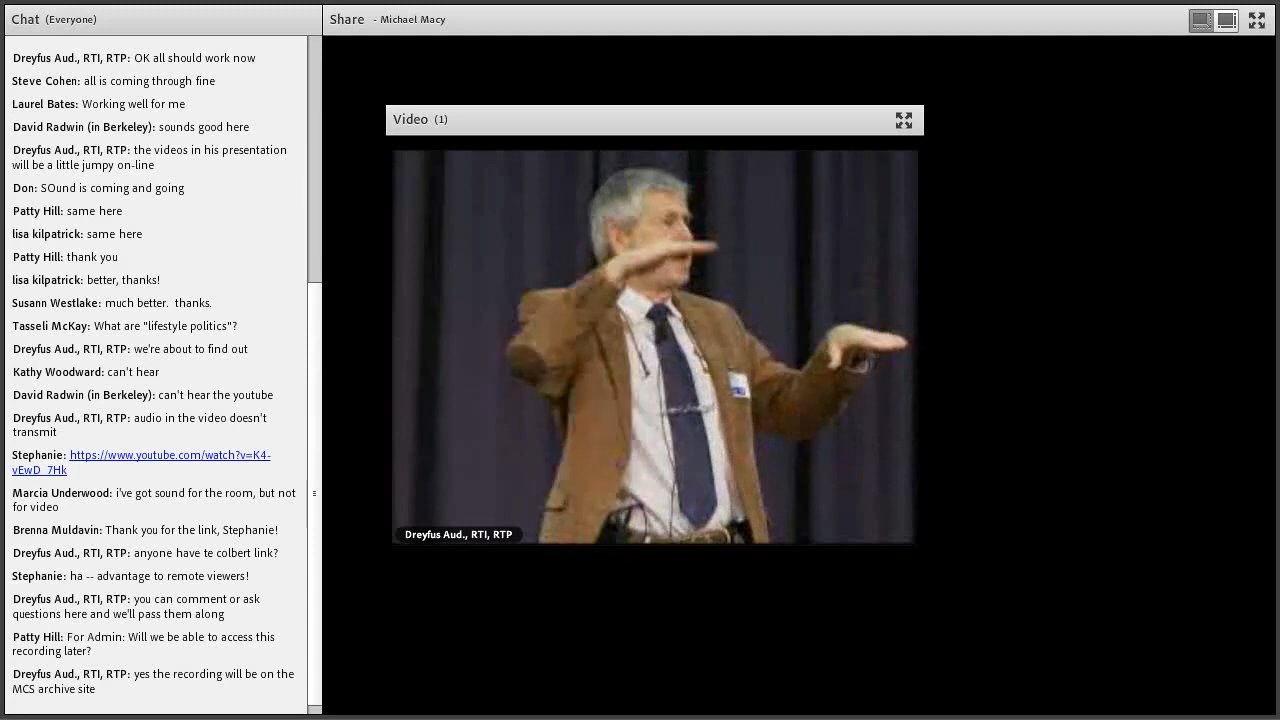 Chat (Everyone)
Dreyfus Aud., RTI, RTP: OK all should work now
Steve Cohen: all is coming through fine
Laurel Bates: Working well for me
David Radwin (in Berkeley): sounds good here
Dreyfus Aud., RTI, RTP: the videos in his presentation
will be a little jumpy on-line
Don: SOund is coming and going
Patty Hill: same here
lisa kilpatrick: same here
Patty Hill: thank you
lisa kilpatrick: better, thanks!
Susann Westlake: much better. thanks.
Tasseli McKay: What are "lifestyle politics"?
Dreyfus Aud., RTI, RTP: we're about to find out
Kathy Woodward: can't hear
David Radwin (in Berkeley): can't hear the youtube
Dreyfus Aud., RTI, RTP: audio in the video doesn't
transmit
Stephanie: https://www.youtube.com/watch?v=K4-
vEwD_7Hk
Marcia Underwood: i've got sound for the room, but not
for video
Brenna Muldavin: Thank you for the link, Stephanie!
Dreyfus Aud., RTI, RTP: anyone have te colbert link?
Stephanie: ha -- advantage to remote viewers!
Dreyfus Aud., RTI, RTP: you can comment or ask
questions here and we'll pass them along
Patty Hill: For Admin: Will we be able to access this
recording later?
Dreyfus Aud., RTI, RTP: yes the recording will be on the
MCS archive site
Share - Michael Macy
Video (1)
Dreyfus Aud., RTI, RTP